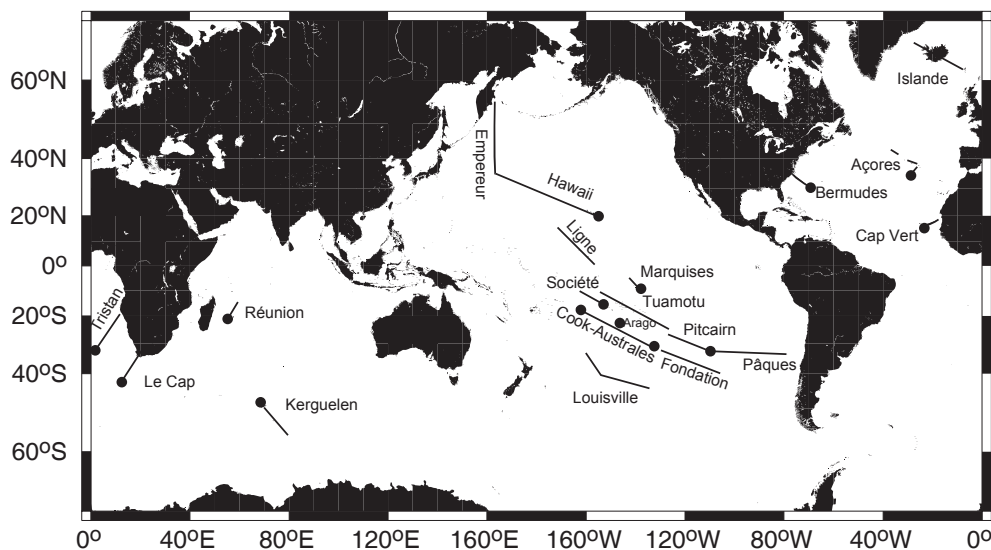 60ºN
Islande
Empereur
40ºN
Açores
Hawaii
Bermudes
20ºN
Ligne
Cap Vert
0º
Marquises
Société
Tuamotu
Tristan
Réunion
Arago
Pitcairn
20ºS
Cook-Australes
Fondation
Pâques
40ºS
Le Cap
Louisville
Kerguelen
60ºS
0º 40ºE 80ºE 120ºE 160ºE 160ºW 120ºW 80ºW 40ºW 0º